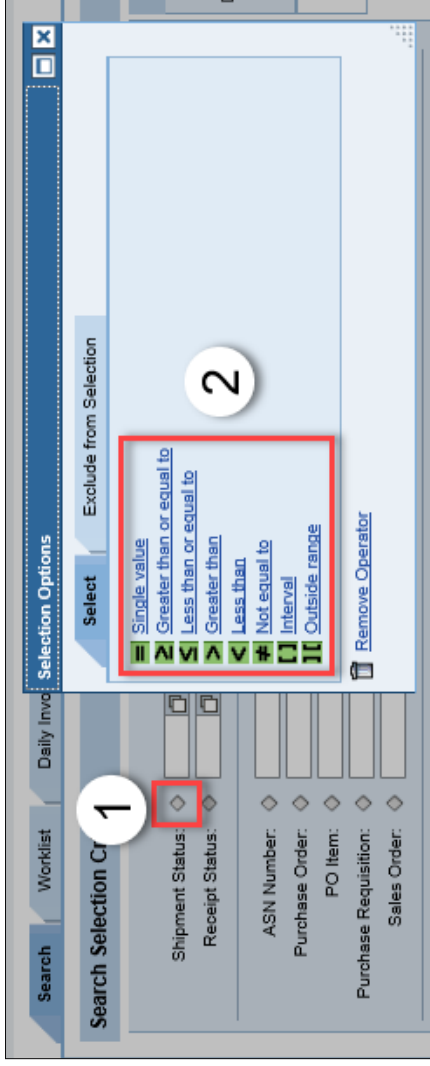 Search
Worklist
Daily Invo
Search Selection Cr
Shipment Status:
Receipt Status:
ASN Number:
Purchase Order:
PO Item:
Purchase Requisition:
Sales Order:
1
Selection Options
Select
Exclude from Selection
= Single value
≥ Greater than or equal to
≤ Less than or equal to
> Greater than
< Less than
≠ Not equal to
[] Interval
][ Outside range
Remove Operator
2